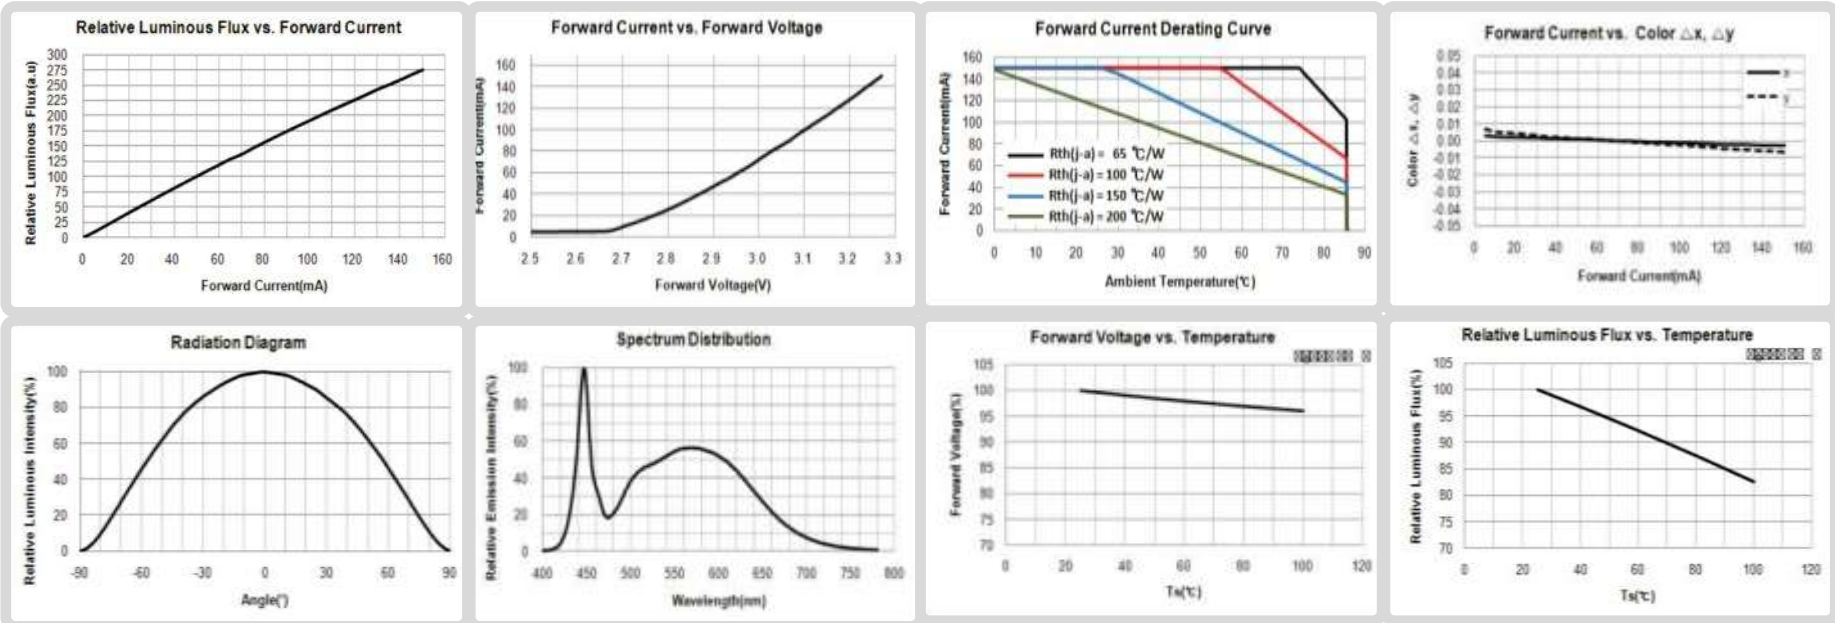 Relative Luminous Flux vs. Forward Current
Relative Luminous Flux(a.u)
300
275
250
225
200
175
150
125
100
75
50
25
0
0 20 40 60 80 100 120 140 160
Forward Current(mA)
Forward Current vs. Forward Voltage
Forward Current(mA)
160
140
120
100
80
60
40
20
0
2.5 2.6 2.7 2.8 2.9 3.0 3.1 3.2 3.3
Forward Voltage(V)
Forward Current Derating Curve
Forward Current(mA)
160
140
120
100
80
60
40
20
0
Rth(j-a) = 65 ℃/W
Rth(j-a) = 100 ℃/W
Rth(j-a) = 150 ℃/W
Rth(j-a) = 200 ℃/W
0 10 20 30 40 50 60 70 80 90
Ambient Temperature(℃)
Forward Current vs. Color △x, △y
Color △x, △y
0.05
0.04
0.03
0.02
0.01
0.00
-0.01
-0.02
-0.03
-0.04
-0.05
x
y
0 20 40 60 80 100 120 140 160
Forward Current(mA)
Radiation Diagram
Relative Luminous Intensity(%)
100
80
60
40
20
0
-90 -60 -30 0 30 60 90
Angle(°)
Spectrum Distribution
Relative Emission Intensity(%)
100
80
60
40
20
0
400 450 500 550 600 650 700 750 800
Wavelength(nm)
Forward Voltage vs. Temperature
Forward Voltage(%)
105
100
95
90
85
80
75
70
0 20 40 60 80 100 120
Ts(℃)
Relative Luminous Flux vs. Temperature
Relative Luminous Flux(%)
105
100
95
90
85
80
75
70
0 20 40 60 80 100 120
Ts(℃)